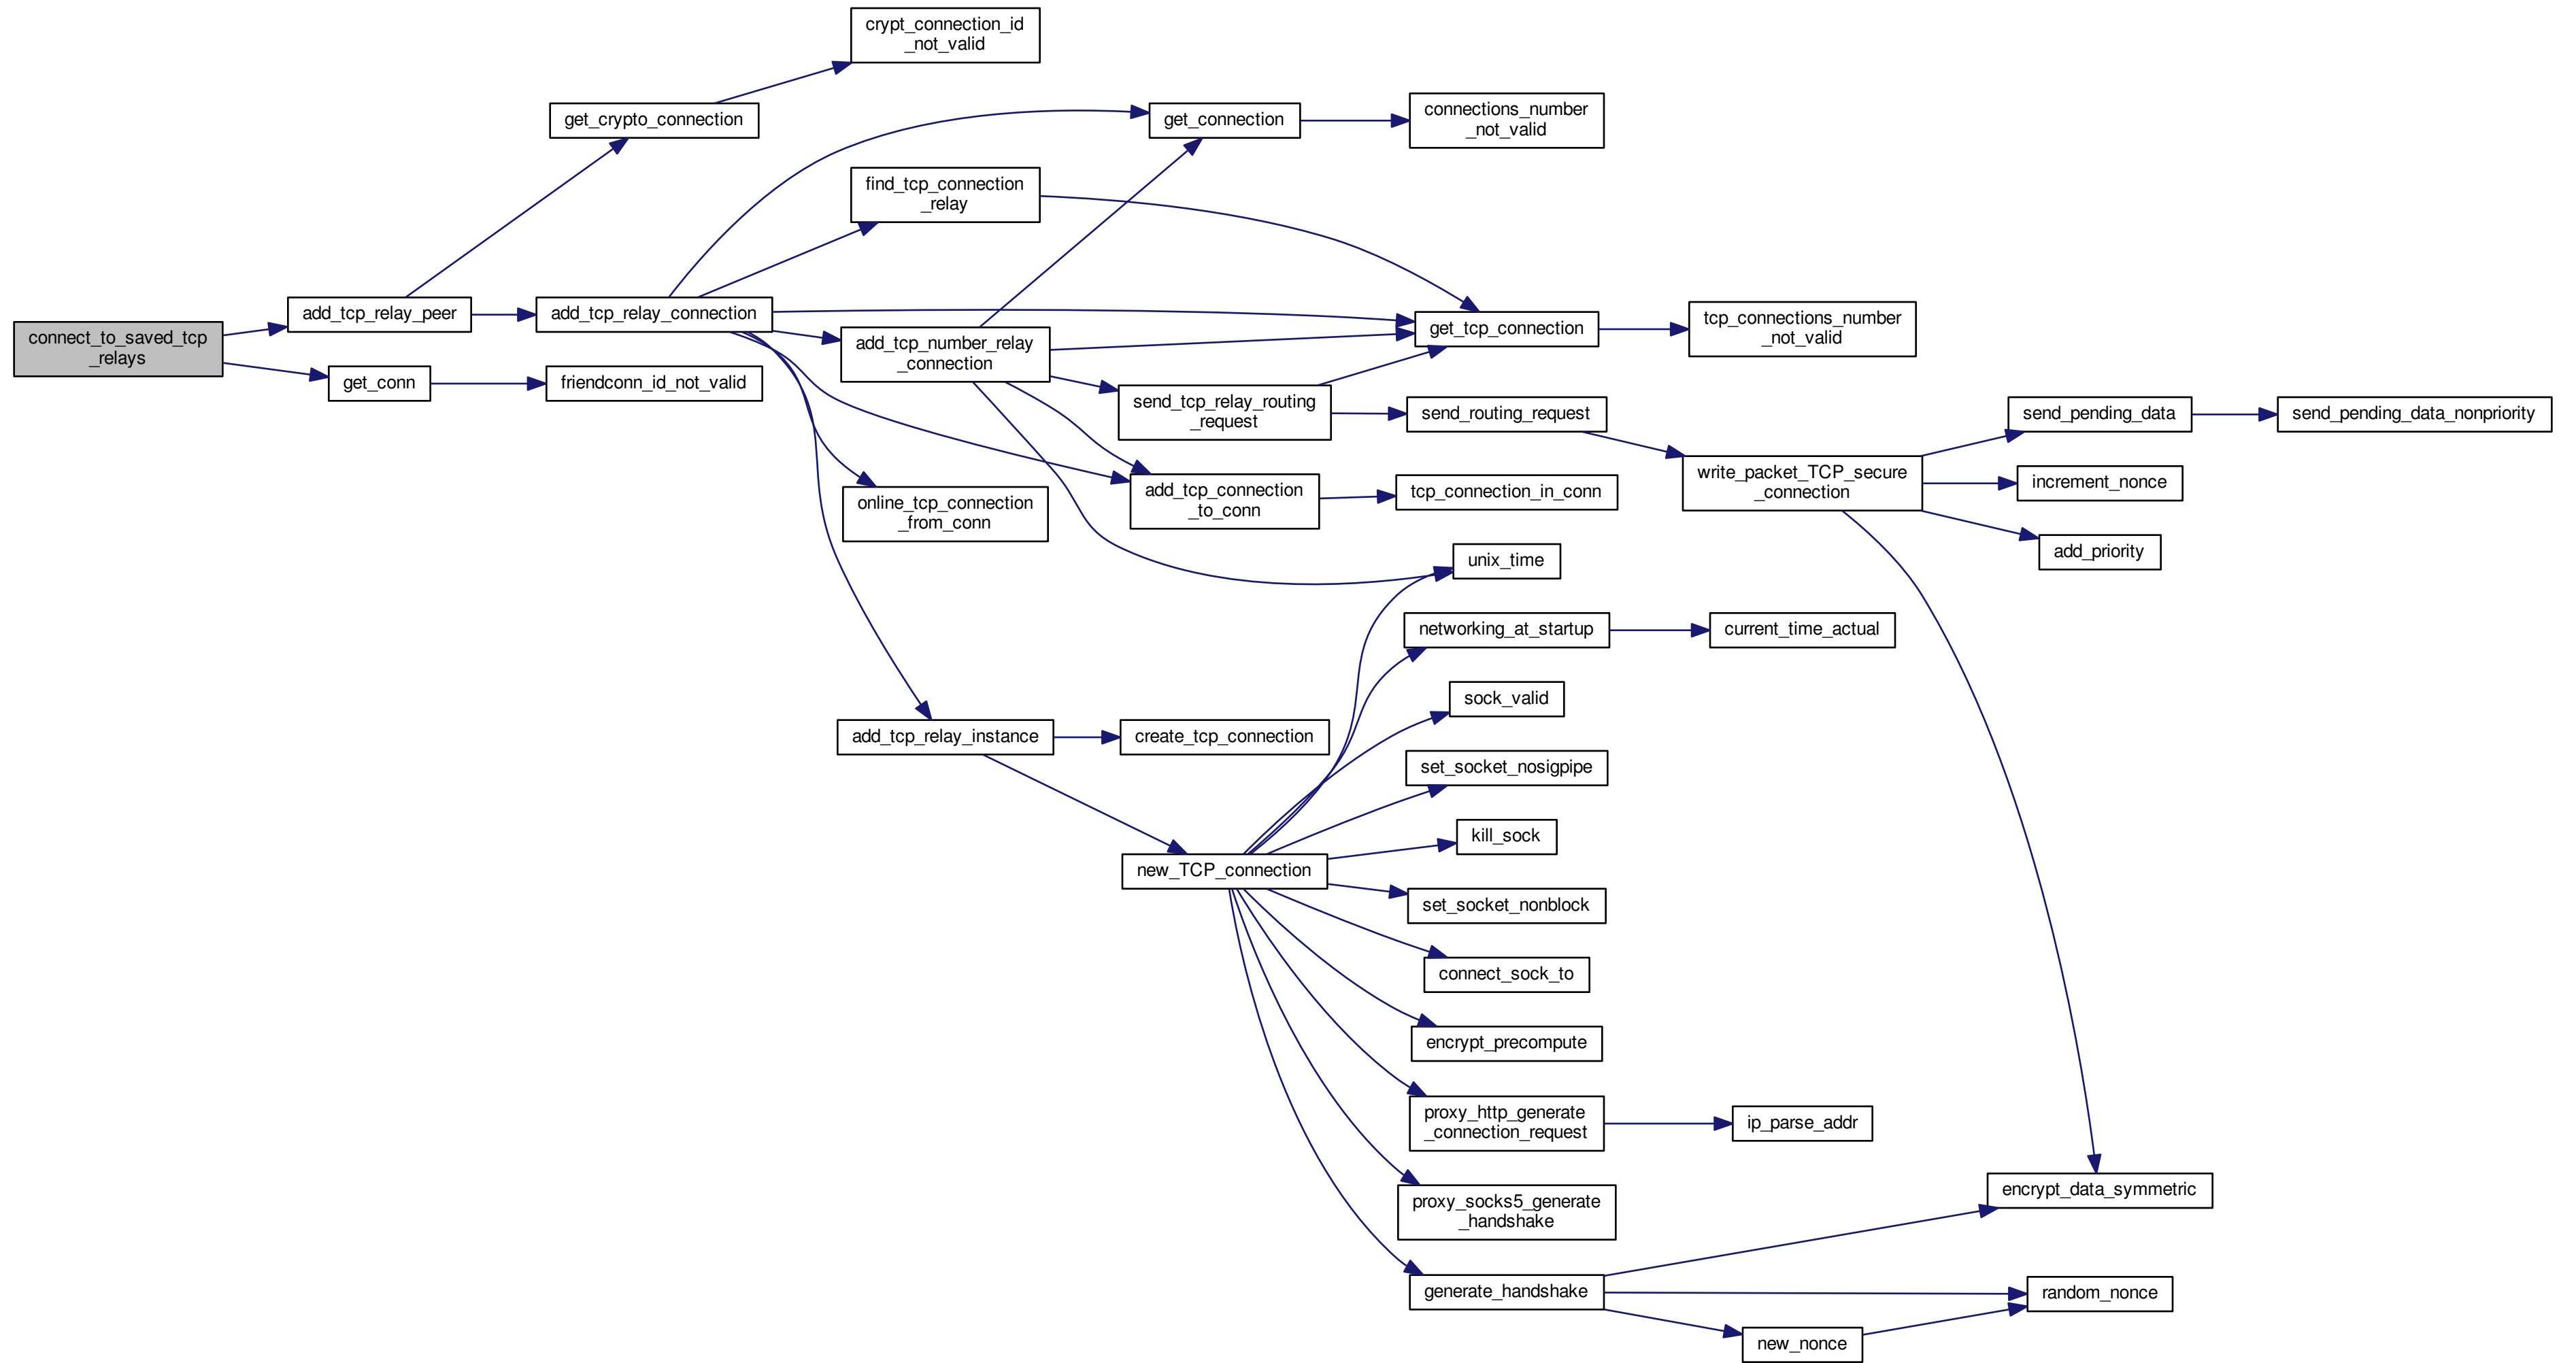 crypt_connection_id
_not_valid
get_crypto_connection
get_connection
connections_number
_not_valid
find_tcp_connection
_relay
connect_to_saved_tcp
_relays
add_tcp_relay_peer
add_tcp_relay_connection
get_tcp_connection
tcp_connections_number
_not_valid
add_tcp_number_relay
_connection
get_conn
friendconn_id_not_valid
send_tcp_relay_routing
_request
send_routing_request
send_pending_data
send_pending_data_nonpriority
write_packet_TCP_secure
_connection
increment_nonce
add_priority
online_tcp_connection
_from_conn
add_tcp_connection
_to_conn
tcp_connection_in_conn
unix_time
networking_at_startup
current_time_actual
sock_valid
add_tcp_relay_instance
create_tcp_connection
set_socket_nosigpipe
kill_sock
new_TCP_connection
set_socket_nonblock
connect_sock_to
encrypt_precompute
proxy_http_generate
_connection_request
ip_parse_addr
proxy_socks5_generate
_handshake
encrypt_data_symmetric
generate_handshake
random_nonce
new_nonce